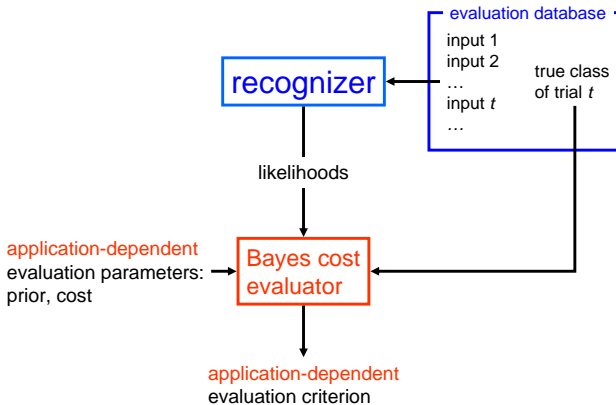 evaluation database
input 1
input 2
...
input t
...
true class
of trial t
recognizer
likelihoods
application-dependent
evaluation parameters:
prior, cost
Bayes cost
evaluator
application-dependent
evaluation criterion